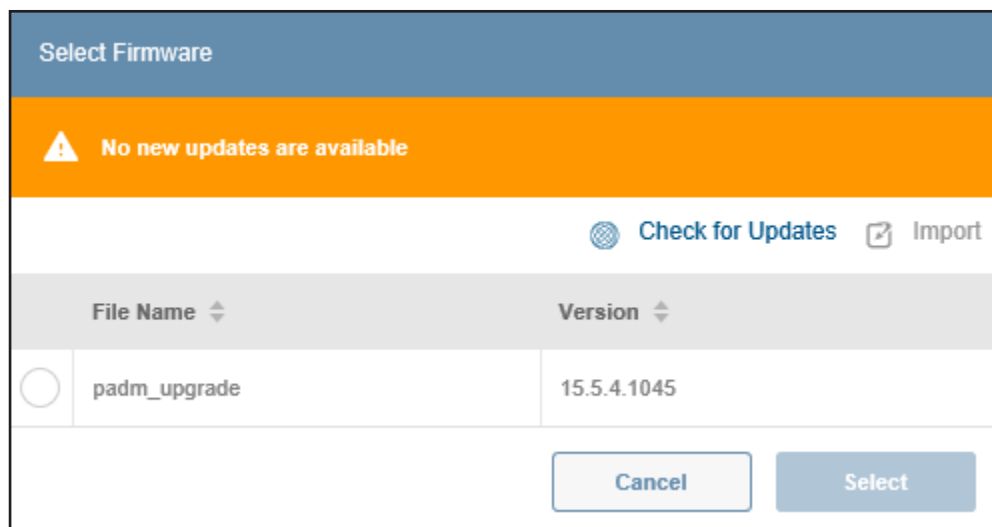 Select Firmware
No new updates are available
Check for Updates Import
File Name Version
padm_upgrade 15.5.4.1045
Cancel Select